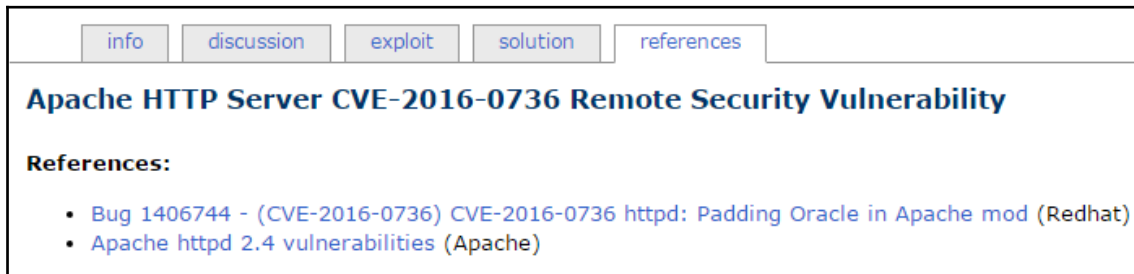 info discussion exploit solution references
Apache HTTP Server CVE-2016-0736 Remote Security Vulnerability
References:
• Bug 1406744 - (CVE-2016-0736) CVE-2016-0736 httpd: Padding Oracle in Apache mod (Redhat)
• Apache httpd 2.4 vulnerabilities (Apache)